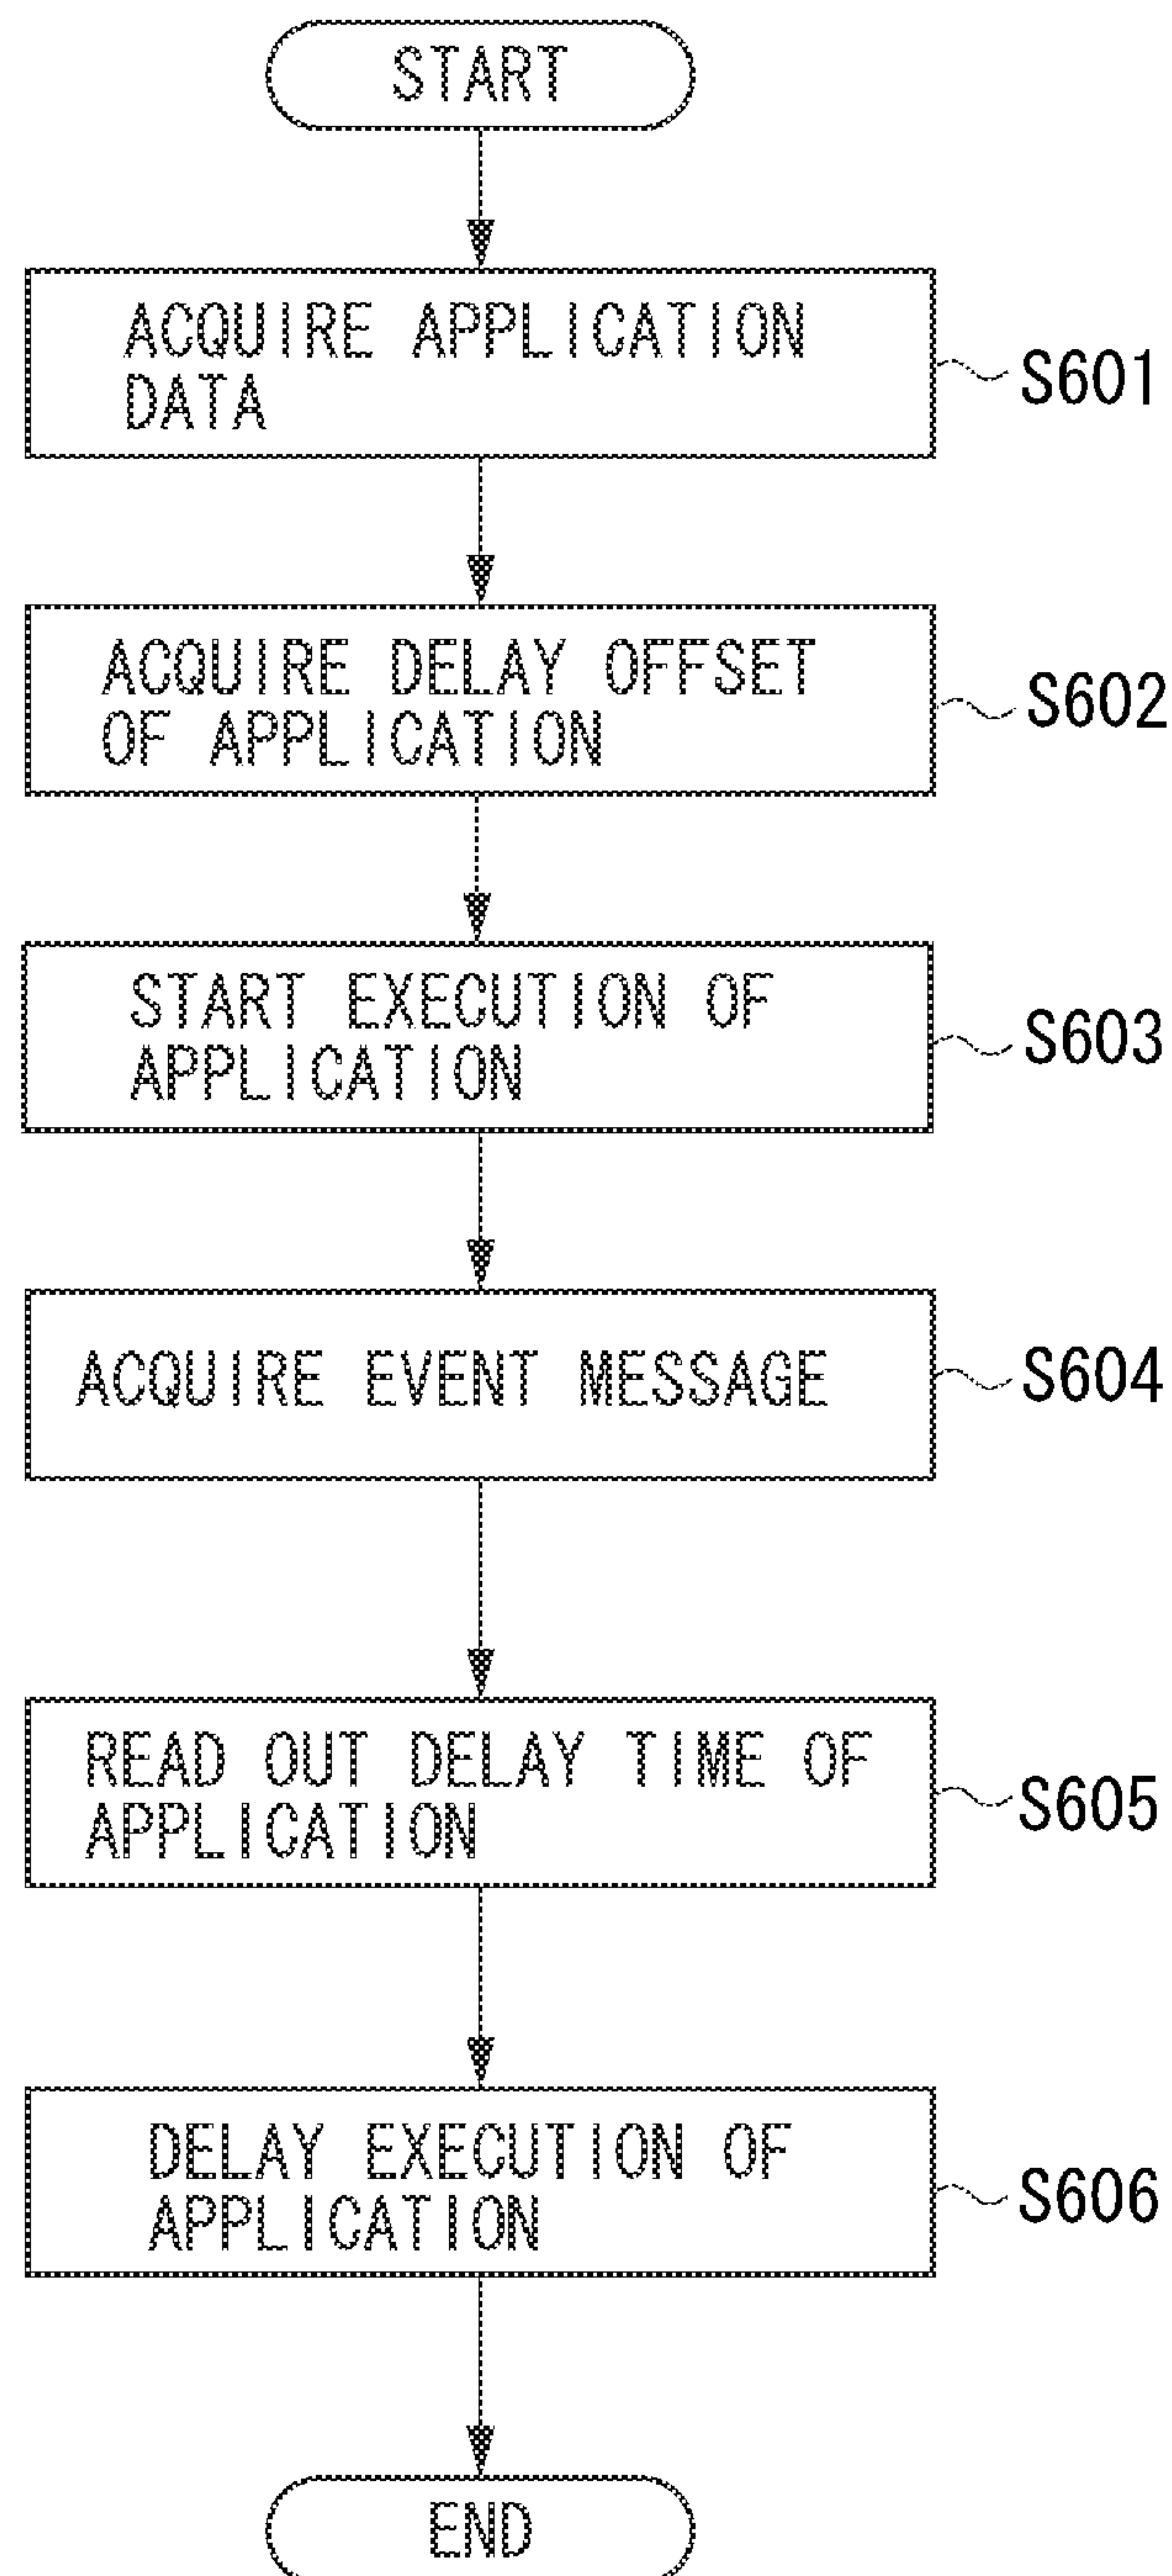 START
ACQUIRE APPLICATION
DATA
S601
ACQUIRE DELAY OFFSET
OF APPLICATION
S602
START EXECUTION OF
APPLICATION
S603
ACQUIRE EVENT MESSAGE
S604
READ OUT DELAY TIME OF
APPLICATION
S605
DELAY EXECUTION OF
APPLICATION
S606
END